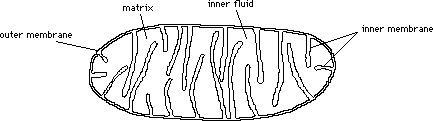 inner fluid
matrix
inner membrane
outer membrane